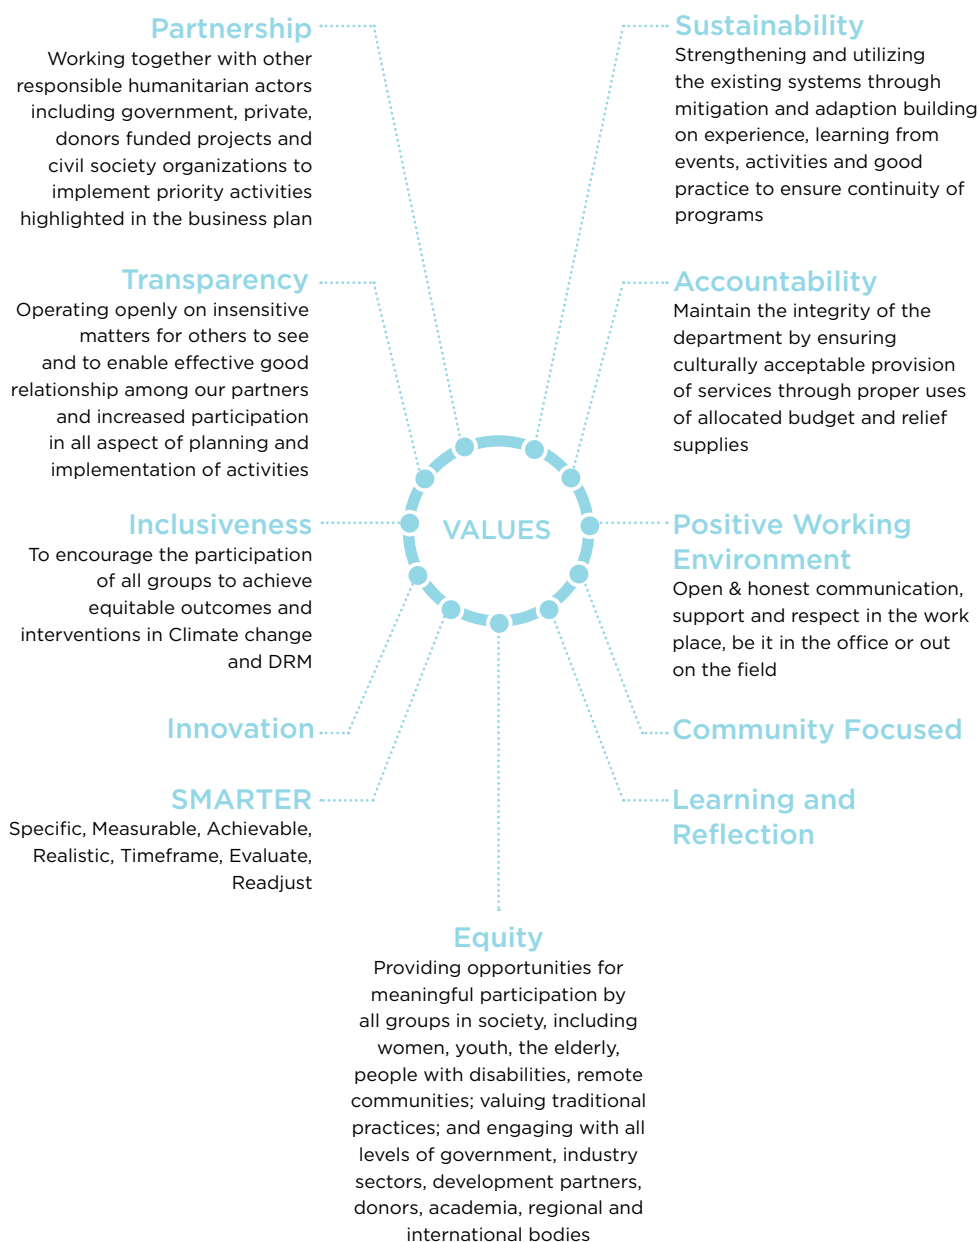 Partnership
Working together with other
responsible humanitarian actors
including government, private,
donors funded projects and
civil society organizations to
implement priority activities
highlighted in the business plan
Transparency
Operating openly on insensitive
matters for others to see
and to enable effective good
relationship among our partners
and increased participation
in all aspect of planning and
implementation of activities
Inclusiveness
To encourage the participation
of all groups to achieve
equitable outcomes and
interventions in Climate change
and DRM
Innovation
SMARTER
Specific, Measurable, Achievable,
Realistic, Timeframe, Evaluate,
Readjust
VALUES
Sustainability
Strengthening and utilizing
the existing systems through
mitigation and adaption building
on experience, learning from
events, activities and good
practice to ensure continuity of
programs
Accountability
Maintain the integrity of the
department by ensuring
culturally acceptable provision
of services through proper uses
of allocated budget and relief
supplies
Positive Working
Environment
Open & honest communication,
support and respect in the work
place, be it in the office or out
on the field
Community Focused
Learning and
Reflection
Equity
Providing opportunities for
meaningful participation by
all groups in society, including
women, youth, the elderly,
people with disabilities, remote
communities; valuing traditional
practices; and engaging with all
levels of government, industry
sectors, development partners,
donors, academia, regional and
international bodies